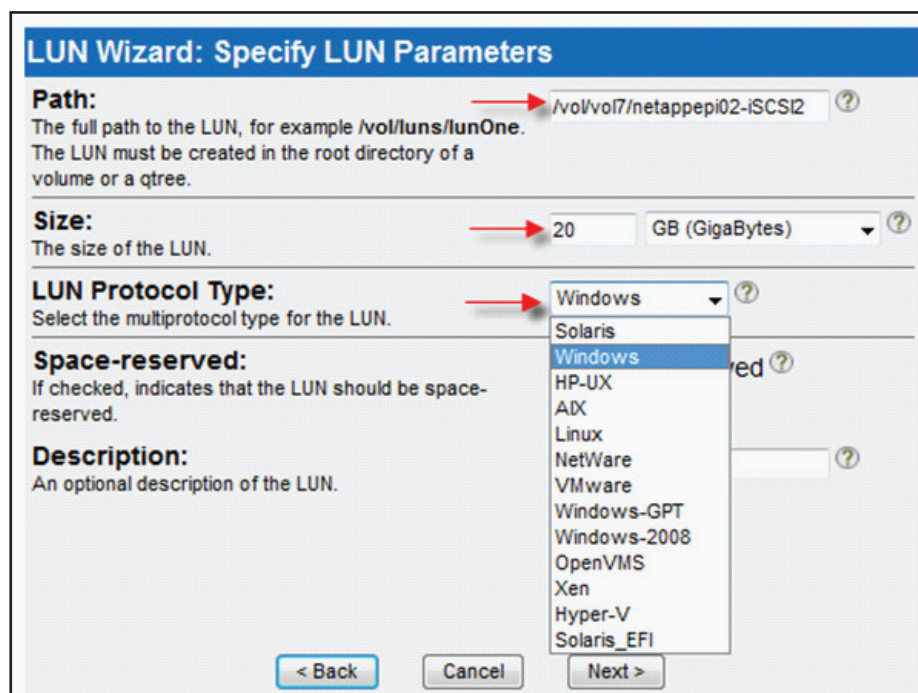 LUN Wizard: Specify LUN Parameters
Path:
The full path to the LUN, for example /vol/luns/lunOne.
The LUN must be created in the root directory of a
volume or a qtree.
/vol/vol7/netappepi02-iSCSI2
?
Size:
The size of the LUN.
20
GB (GigaBytes)
?
LUN Protocol Type:
Select the multiprotocol type for the LUN.
Windows
?
Solaris
Windows
HP-UX
AIX
Linux
NetWare
VMware
Windows-GPT
Windows-2008
OpenVMS
Xen
Hyper-V
Solaris_EFI
Space-reserved:
If checked, indicates that the LUN should be space-
reserved.
ved
?
Description:
An optional description of the LUN.
?
< Back
Cancel
Next >